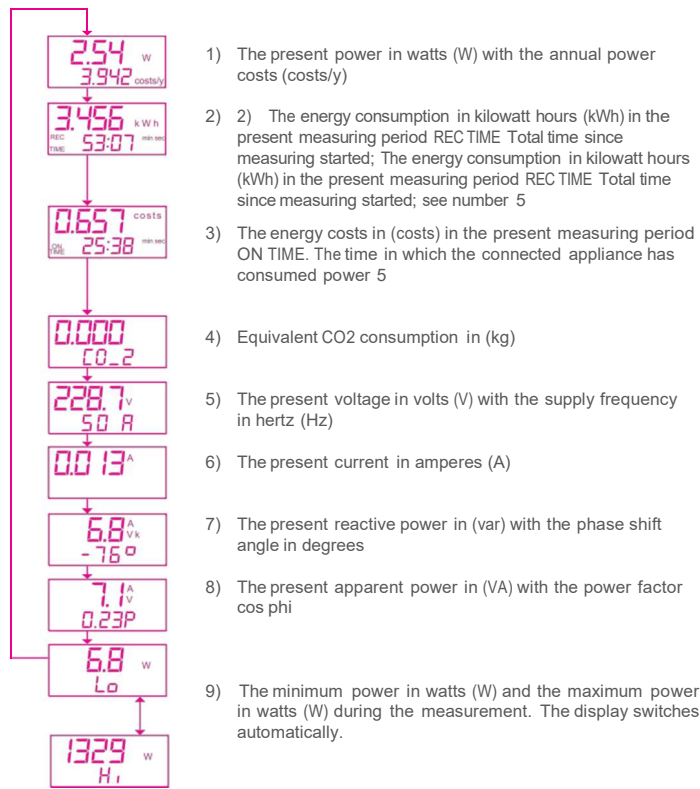 2.54 W
3.942 costs/y
1) The present power in watts (W) with the annual power
costs (costs/y)
3.456 k W h
REC TIME 53:07 min sec
2) 2) The energy consumption in kilowatt hours (kWh) in the
present measuring period REC TIME Total time since
measuring started; The energy consumption in kilowatt hours
(kWh) in the present measuring period REC TIME Total time
since measuring started; see number 5
0.657 costs
ON TIME 25:38 min sec
3) The energy costs in (costs) in the present measuring period
ON TIME. The time in which the connected appliance has
consumed power 5
0.000
CO_2
4) Equivalent CO2 consumption in (kg)
228.7 V
50 A
5) The present voltage in volts (V) with the supply frequency
in hertz (Hz)
0.013 A
6) The present current in amperes (A)
6.8 A V k
-76°
7) The present reactive power in (var) with the phase shift
angle in degrees
7.1 A V
0.23P
8) The present apparent power in (VA) with the power factor
cos phi
6.8 W
Lo
9) The minimum power in watts (W) and the maximum power
in watts (W) during the measurement. The display switches
automatically.
1329 W
Hi